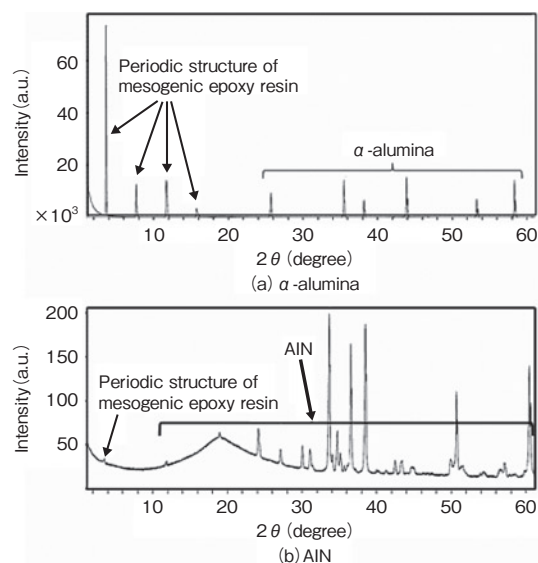 Intensity (a.u.)
60
40
20
×10³
Periodic structure of
mesogenic epoxy resin
α-alumina
10 20 30 40 50 60
2θ (degree)
(a) α-alumina
Intensity (a.u.)
200
150
100
50
AlN
Periodic structure of
mesogenic epoxy resin
10 20 30 40 50 60
2θ (degree)
(b) AlN